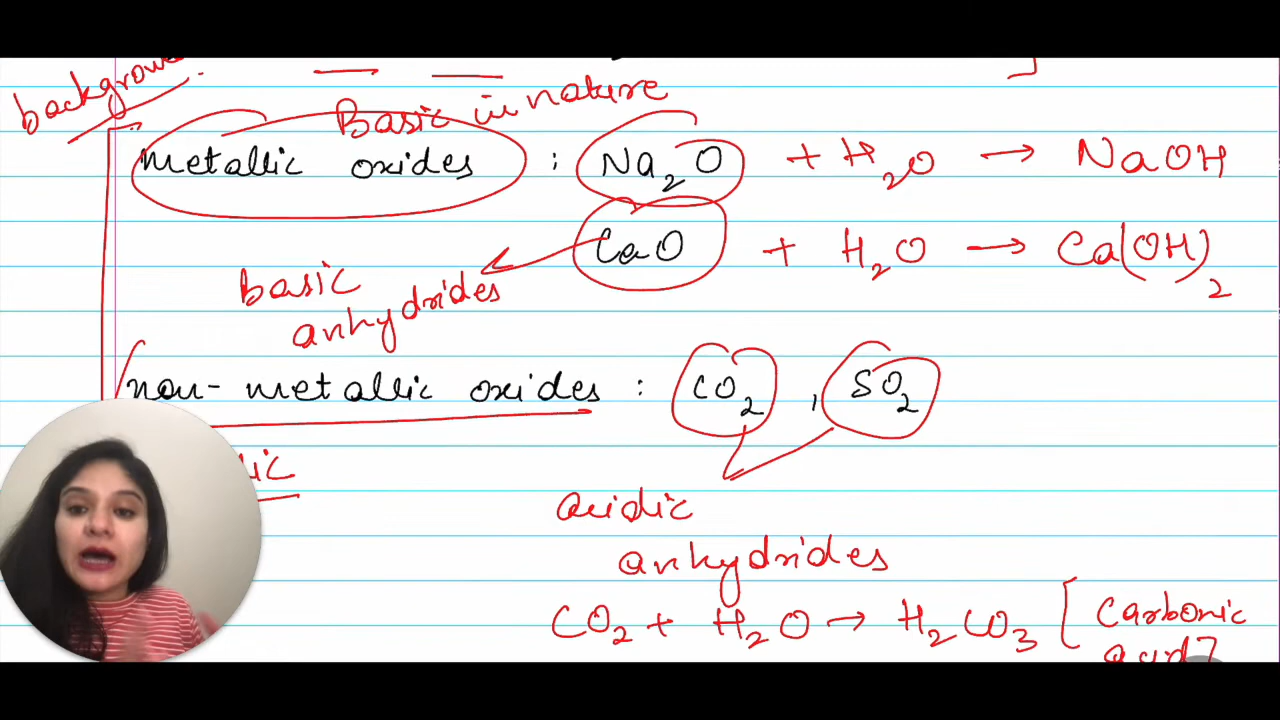 background
Basic in nature
metallic oxides : Na2O + H2O → NaOH
CaO + H2O → Ca(OH)2
basic
anhydrides
non-metallic oxides : CO2 , SO2
acidic
anhydrides
CO2 + H2O → H2CO3 [Carbonic
acid]